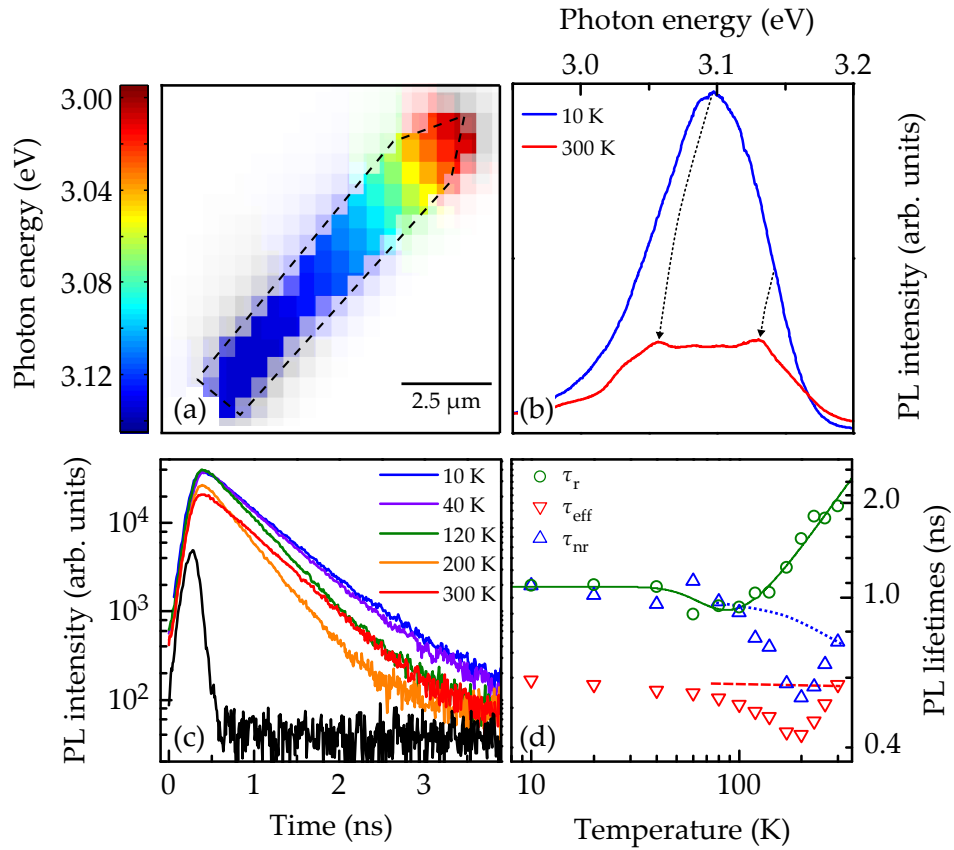 Photon energy (eV)
3.00
3.04
3.08
3.12
Photon energy (eV)
(a)
2.5 μm
3.0
3.1
3.2
10 K
300 K
(b)
PL intensity (arb. units)
PL intensity (arb. units)
10⁴
10³
10²
10 K
40 K
120 K
200 K
300 K
(c)
0
1
2
3
Time (ns)
τr
τeff
τnr
(d)
10
100
Temperature (K)
2.0
1.0
0.4
PL lifetimes (ns)